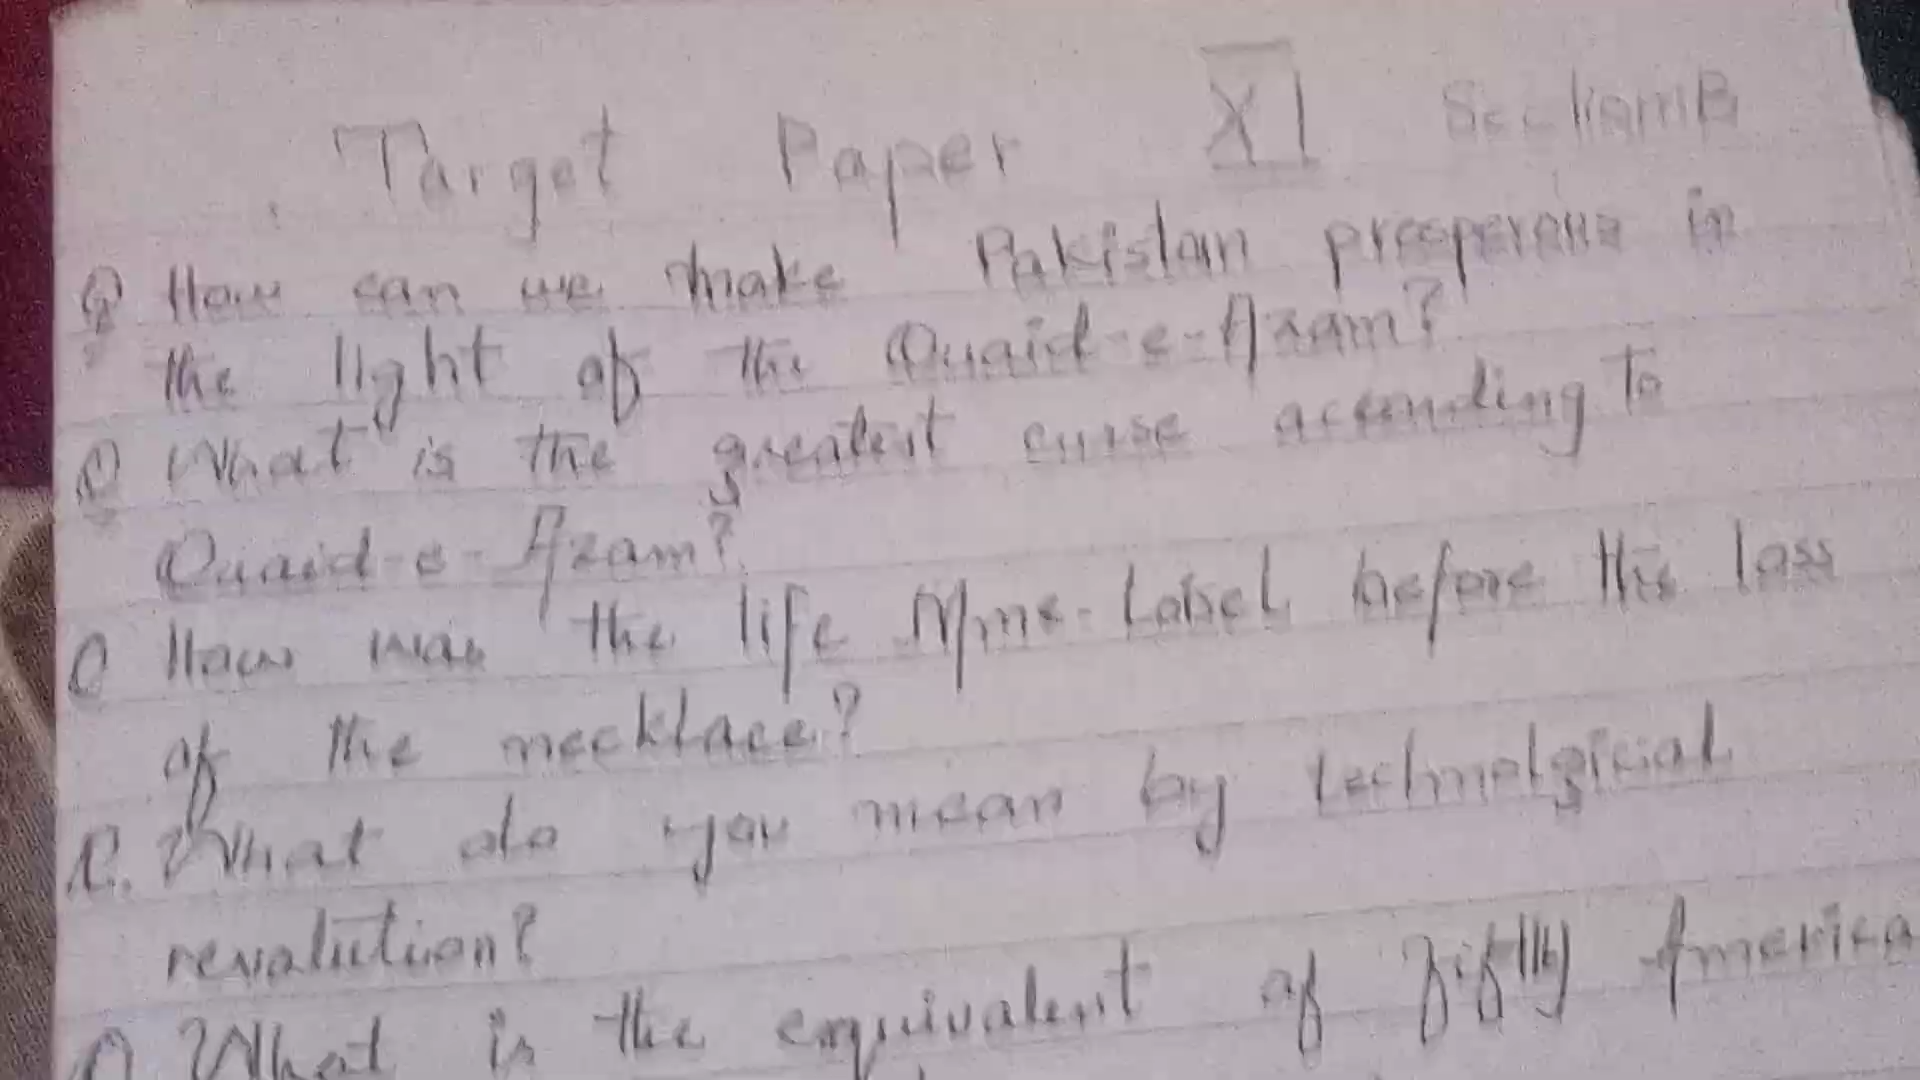 Target Paper XI Section B
Q How can we make Pakistan prosperous in
the light of the Quaid-e-Azam?
Q What is the greatest curse according to
Quaid-e-Azam?
Q How was the life Mme-Loisel before the loss
of the necklace?
Q. What do you mean by technolgicial
revolution?
Q What is the equivalent of fifty America